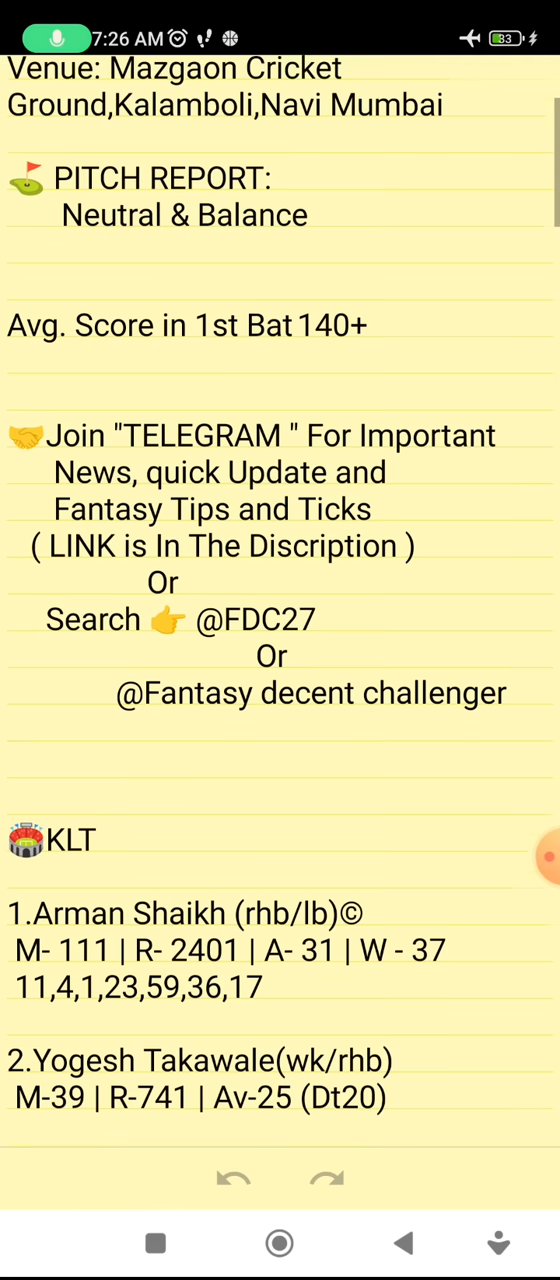 7:26 AM
33
Venue: Mazgaon Cricket
Ground,Kalamboli,Navi Mumbai
⛳ PITCH REPORT:
Neutral & Balance
Avg. Score in 1st Bat 140+
🤝Join "TELEGRAM " For Important
News, quick Update and
Fantasy Tips and Ticks
( LINK is In The Discription )
Or
Search 👉 @FDC27
Or
@Fantasy decent challenger
🏟KLT
1.Arman Shaikh (rhb/lb)©
M- 111 | R- 2401 | A- 31 | W - 37
11,4,1,23,59,36,17
2.Yogesh Takawale(wk/rhb)
M-39 | R-741 | Av-25 (Dt20)